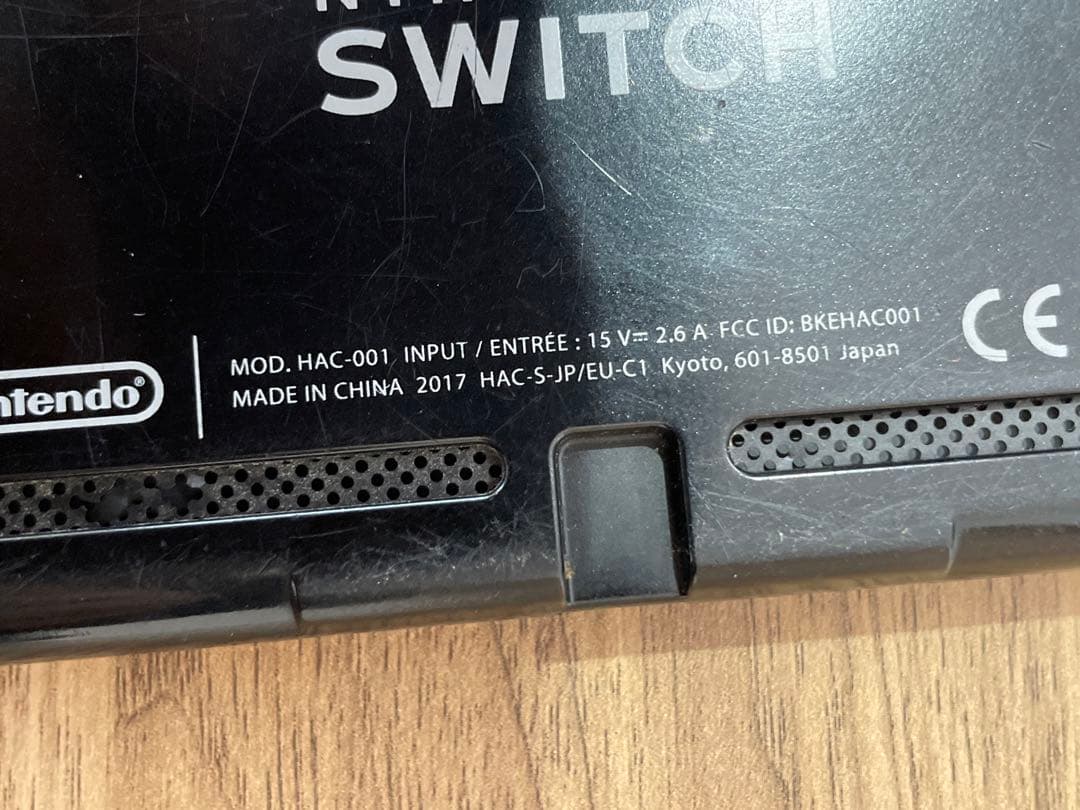 SWITCH
MOD. HAC-001 INPUT / ENTRÉE : 15 V⎓ 2.6 A FCC ID: BKEHAC001
MADE IN CHINA 2017 HAC-S-JP/EU-C1 Kyoto, 601-8501 Japan
CE